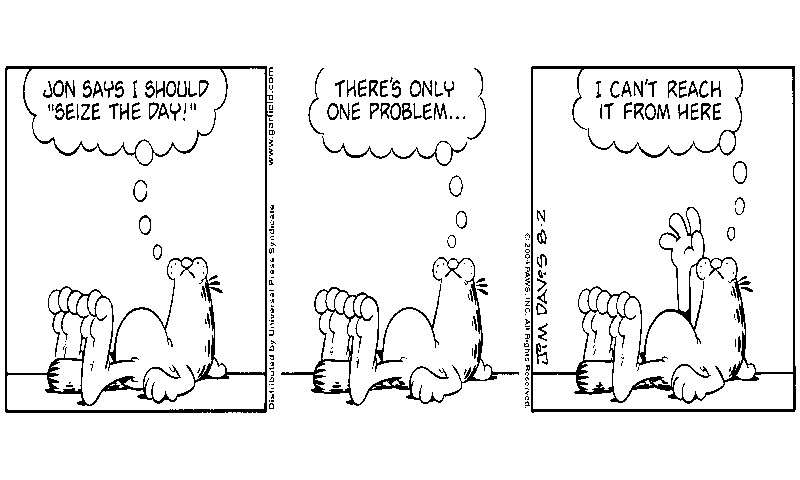 JON SAYS I SHOULD
"SEIZE THE DAY!"
www.garfield.com
Distributed by Universal Press Syndicate
THERE'S ONLY
ONE PROBLEM...
I CAN'T REACH
IT FROM HERE
JIM DAVIS 8-2
© 2004 PAWS, INC. All Rights Reserved.